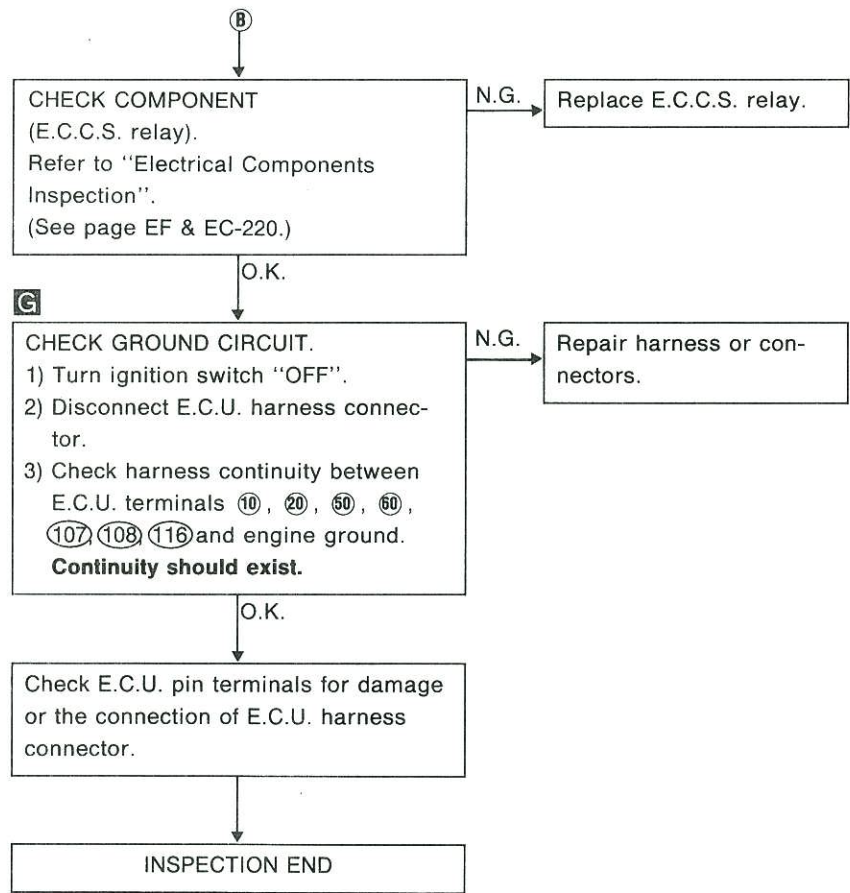 B
CHECK COMPONENT
(E.C.C.S. relay).
Refer to ''Electrical Components
Inspection''.
(See page EF & EC-220.)
N.G.
Replace E.C.C.S. relay.
O.K.
G
CHECK GROUND CIRCUIT.
1) Turn ignition switch ''OFF''.
2) Disconnect E.C.U. harness connec-
tor.
3) Check harness continuity between
E.C.U. terminals 10, 20, 50, 60,
107, 108, 116 and engine ground.
Continuity should exist.
N.G.
Repair harness or con-
nectors.
O.K.
Check E.C.U. pin terminals for damage
or the connection of E.C.U. harness
connector.
INSPECTION END